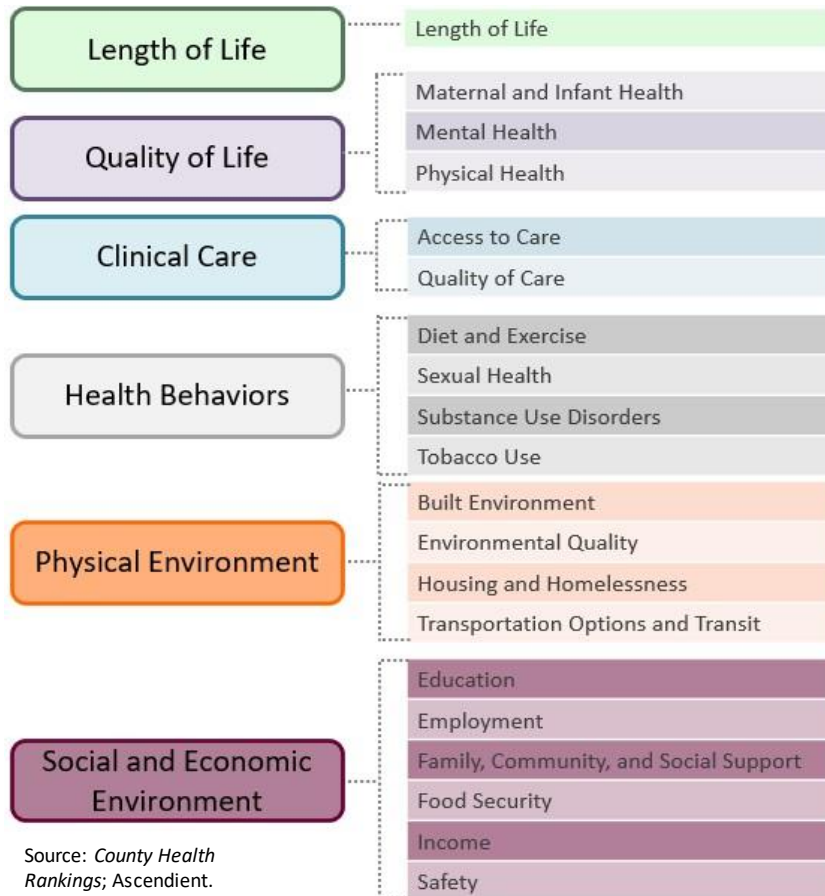 Length of Life
Length of Life
Quality of Life
Maternal and Infant Health
Mental Health
Physical Health
Clinical Care
Access to Care
Quality of Care
Health Behaviors
Diet and Exercise
Sexual Health
Substance Use Disorders
Tobacco Use
Physical Environment
Built Environment
Environmental Quality
Housing and Homelessness
Transportation Options and Transit
Social and Economic
Environment
Education
Employment
Family, Community, and Social Support
Food Security
Income
Safety
Source: County Health
Rankings; Ascendient.